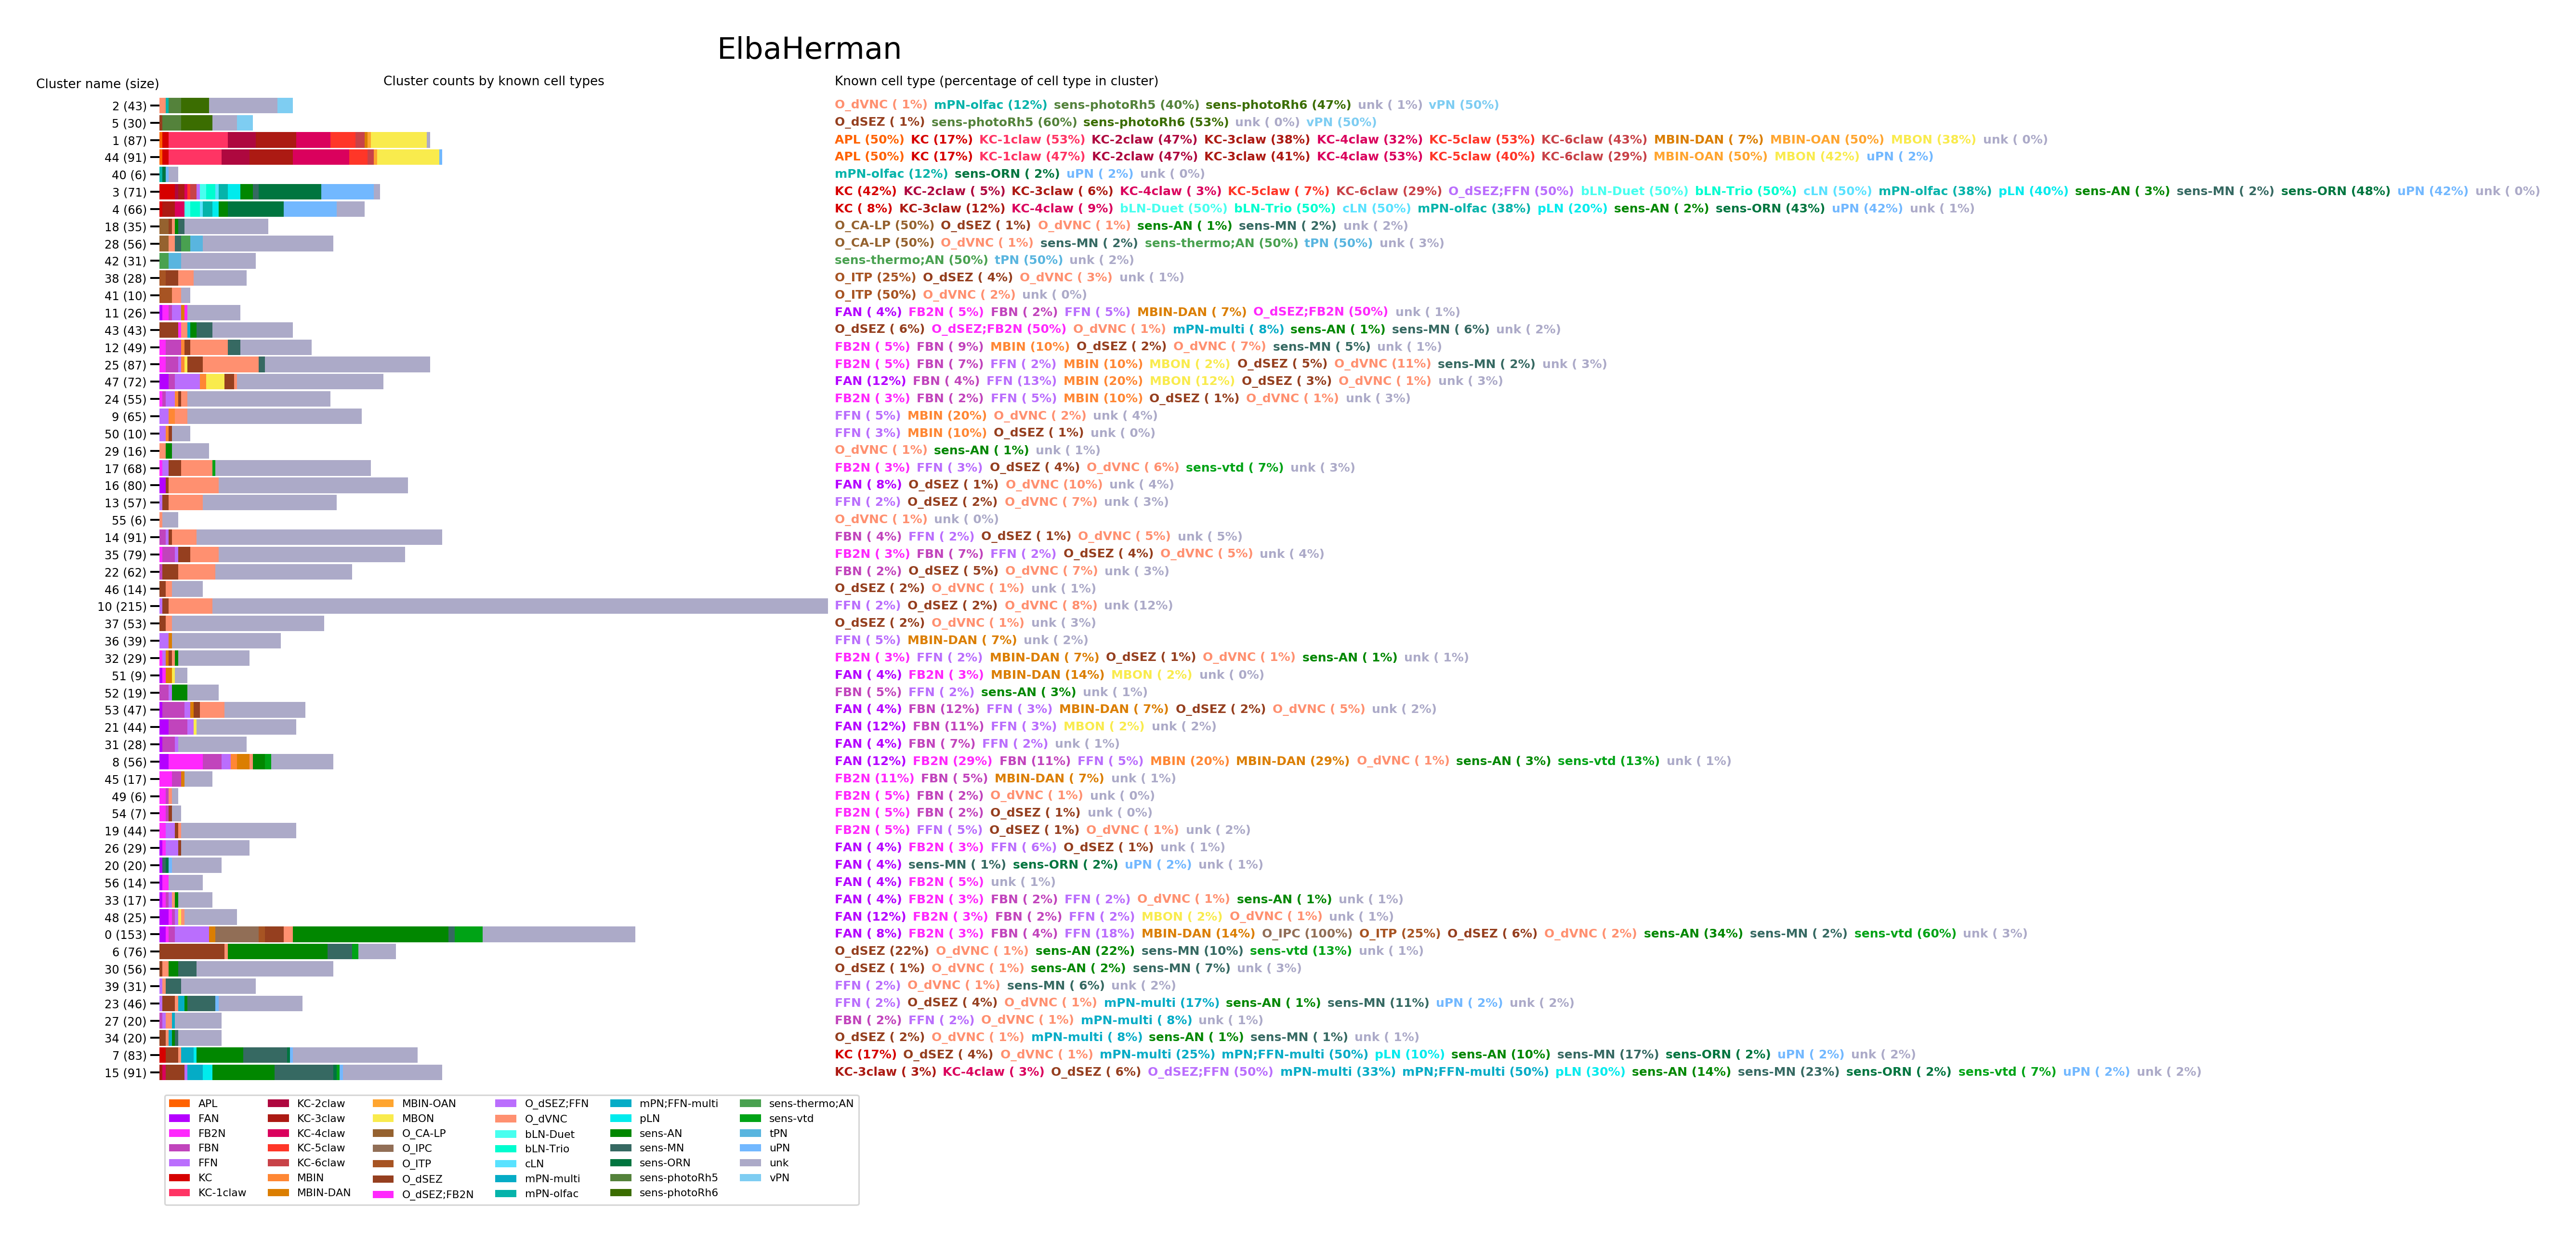 ElbaHerman
Cluster name (size)
Cluster counts by known cell types
Known cell type (percentage of cell type in cluster)
2 (43) O_dVNC ( 1%) mPN-olfac (12%) sens-photoRh5 (40%) sens-photoRh6 (47%) unk ( 1%) vPN (50%)
5 (30) O_dSEZ ( 1%) sens-photoRh5 (60%) sens-photoRh6 (53%) unk ( 0%) vPN (50%)
1 (87) APL (50%) KC (17%) KC-1claw (53%) KC-2claw (47%) KC-3claw (38%) KC-4claw (32%) KC-5claw (53%) KC-6claw (43%) MBIN-DAN ( 7%) MBIN-OAN (50%) MBON (38%) unk ( 0%)
44 (91) APL (50%) KC (17%) KC-1claw (47%) KC-2claw (47%) KC-3claw (41%) KC-4claw (53%) KC-5claw (40%) KC-6claw (29%) MBIN-OAN (50%) MBON (42%) uPN ( 2%)
40 (6) mPN-olfac (12%) sens-ORN ( 2%) uPN ( 2%) unk ( 0%)
3 (71) KC (42%) KC-2claw ( 5%) KC-3claw ( 6%) KC-4claw ( 3%) KC-5claw ( 7%) KC-6claw (29%) O_dSEZ;FFN (50%) bLN-Duet (50%) bLN-Trio (50%) cLN (50%) mPN-olfac (38%) pLN (40%) sens-AN ( 3%) sens-MN ( 2%) sens-ORN (48%) uPN (42%) unk ( 0%)
4 (66) KC ( 8%) KC-3claw (12%) KC-4claw ( 9%) bLN-Duet (50%) bLN-Trio (50%) cLN (50%) mPN-olfac (38%) pLN (20%) sens-AN ( 2%) sens-ORN (43%) uPN (42%) unk ( 1%)
18 (35) O_CA-LP (50%) O_dSEZ ( 1%) O_dVNC ( 1%) sens-AN ( 1%) sens-MN ( 2%) unk ( 2%)
28 (56) O_CA-LP (50%) O_dVNC ( 1%) sens-MN ( 2%) sens-thermo;AN (50%) tPN (50%) unk ( 3%)
42 (31) sens-thermo;AN (50%) tPN (50%) unk ( 2%)
38 (28) O_ITP (25%) O_dSEZ ( 4%) O_dVNC ( 3%) unk ( 1%)
41 (10) O_ITP (50%) O_dVNC ( 2%) unk ( 0%)
11 (26) FAN ( 4%) FB2N ( 5%) FBN ( 2%) FFN ( 5%) MBIN-DAN ( 7%) O_dSEZ;FB2N (50%) unk ( 1%)
43 (43) O_dSEZ ( 6%) O_dSEZ;FB2N (50%) O_dVNC ( 1%) mPN-multi ( 8%) sens-AN ( 1%) sens-MN ( 6%) unk ( 2%)
12 (49) FB2N ( 5%) FBN ( 9%) MBIN (10%) O_dSEZ ( 2%) O_dVNC ( 7%) sens-MN ( 5%) unk ( 1%)
25 (87) FB2N ( 5%) FBN ( 7%) FFN ( 2%) MBIN (10%) MBON ( 2%) O_dSEZ ( 5%) O_dVNC (11%) sens-MN ( 2%) unk ( 3%)
47 (72) FAN (12%) FBN ( 4%) FFN (13%) MBIN (20%) MBON (12%) O_dSEZ ( 3%) O_dVNC ( 1%) unk ( 3%)
24 (55) FB2N ( 3%) FBN ( 2%) FFN ( 5%) MBIN (10%) O_dSEZ ( 1%) O_dVNC ( 1%) unk ( 3%)
9 (65) FFN ( 5%) MBIN (20%) O_dVNC ( 2%) unk ( 4%)
50 (10) FFN ( 3%) MBIN (10%) O_dSEZ ( 1%) unk ( 0%)
29 (16) O_dVNC ( 1%) sens-AN ( 1%) unk ( 1%)
17 (68) FB2N ( 3%) FFN ( 3%) O_dSEZ ( 4%) O_dVNC ( 6%) sens-vtd ( 7%) unk ( 3%)
16 (80) FAN ( 8%) O_dSEZ ( 1%) O_dVNC (10%) unk ( 4%)
13 (57) FFN ( 2%) O_dSEZ ( 2%) O_dVNC ( 7%) unk ( 3%)
55 (6) O_dVNC ( 1%) unk ( 0%)
14 (91) FBN ( 4%) FFN ( 2%) O_dSEZ ( 1%) O_dVNC ( 5%) unk ( 5%)
35 (79) FB2N ( 3%) FBN ( 7%) FFN ( 2%) O_dSEZ ( 4%) O_dVNC ( 5%) unk ( 4%)
22 (62) FBN ( 2%) O_dSEZ ( 5%) O_dVNC ( 7%) unk ( 3%)
46 (14) O_dSEZ ( 2%) O_dVNC ( 1%) unk ( 1%)
10 (215) FFN ( 2%) O_dSEZ ( 2%) O_dVNC ( 8%) unk (12%)
37 (53) O_dSEZ ( 2%) O_dVNC ( 1%) unk ( 3%)
36 (39) FFN ( 5%) MBIN-DAN ( 7%) unk ( 2%)
32 (29) FB2N ( 3%) FFN ( 2%) MBIN-DAN ( 7%) O_dSEZ ( 1%) O_dVNC ( 1%) sens-AN ( 1%) unk ( 1%)
51 (9) FAN ( 4%) FB2N ( 3%) MBIN-DAN (14%) MBON ( 2%) unk ( 0%)
52 (19) FBN ( 5%) FFN ( 2%) sens-AN ( 3%) unk ( 1%)
53 (47) FAN ( 4%) FBN (12%) FFN ( 3%) MBIN-DAN ( 7%) O_dSEZ ( 2%) O_dVNC ( 5%) unk ( 2%)
21 (44) FAN (12%) FBN (11%) FFN ( 3%) MBON ( 2%) unk ( 2%)
31 (28) FAN ( 4%) FBN ( 7%) FFN ( 2%) unk ( 1%)
8 (56) FAN (12%) FB2N (29%) FBN (11%) FFN ( 5%) MBIN (20%) MBIN-DAN (29%) O_dVNC ( 1%) sens-AN ( 3%) sens-vtd (13%) unk ( 1%)
45 (17) FB2N (11%) FBN ( 5%) MBIN-DAN ( 7%) unk ( 1%)
49 (6) FB2N ( 5%) FBN ( 2%) O_dVNC ( 1%) unk ( 0%)
54 (7) FB2N ( 5%) FBN ( 2%) O_dSEZ ( 1%) unk ( 0%)
19 (44) FB2N ( 5%) FFN ( 5%) O_dSEZ ( 1%) O_dVNC ( 1%) unk ( 2%)
26 (29) FAN ( 4%) FB2N ( 3%) FFN ( 6%) O_dSEZ ( 1%) unk ( 1%)
20 (20) FAN ( 4%) sens-MN ( 1%) sens-ORN ( 2%) uPN ( 2%) unk ( 1%)
56 (14) FAN ( 4%) FB2N ( 5%) unk ( 1%)
33 (17) FAN ( 4%) FB2N ( 3%) FBN ( 2%) FFN ( 2%) O_dVNC ( 1%) sens-AN ( 1%) unk ( 1%)
48 (25) FAN (12%) FB2N ( 3%) FBN ( 2%) FFN ( 2%) MBON ( 2%) O_dVNC ( 1%) unk ( 1%)
0 (153) FAN ( 8%) FB2N ( 3%) FBN ( 4%) FFN (18%) MBIN-DAN (14%) O_IPC (100%) O_ITP (25%) O_dSEZ ( 6%) O_dVNC ( 2%) sens-AN (34%) sens-MN ( 2%) sens-vtd (60%) unk ( 3%)
6 (76) O_dSEZ (22%) O_dVNC ( 1%) sens-AN (22%) sens-MN (10%) sens-vtd (13%) unk ( 1%)
30 (56) O_dSEZ ( 1%) O_dVNC ( 1%) sens-AN ( 2%) sens-MN ( 7%) unk ( 3%)
39 (31) FFN ( 2%) O_dVNC ( 1%) sens-MN ( 6%) unk ( 2%)
23 (46) FFN ( 2%) O_dSEZ ( 4%) O_dVNC ( 1%) mPN-multi (17%) sens-AN ( 1%) sens-MN (11%) uPN ( 2%) unk ( 2%)
27 (20) FBN ( 2%) FFN ( 2%) O_dVNC ( 1%) mPN-multi ( 8%) unk ( 1%)
34 (20) O_dSEZ ( 2%) O_dVNC ( 1%) mPN-multi ( 8%) sens-AN ( 1%) sens-MN ( 1%) unk ( 1%)
7 (83) KC (17%) O_dSEZ ( 4%) O_dVNC ( 1%) mPN-multi (25%) mPN;FFN-multi (50%) pLN (10%) sens-AN (10%) sens-MN (17%) sens-ORN ( 2%) uPN ( 2%) unk ( 2%)
15 (91) KC-3claw ( 3%) KC-4claw ( 3%) O_dSEZ ( 6%) O_dSEZ;FFN (50%) mPN-multi (33%) mPN;FFN-multi (50%) pLN (30%) sens-AN (14%) sens-MN (23%) sens-ORN ( 2%) sens-vtd ( 7%) uPN ( 2%) unk ( 2%)
APL KC-2claw MBIN-OAN O_dSEZ;FFN mPN;FFN-multi sens-thermo;AN
FAN KC-3claw MBON O_dVNC pLN sens-vtd
FB2N KC-4claw O_CA-LP bLN-Duet sens-AN tPN
FBN KC-5claw O_IPC bLN-Trio sens-MN uPN
FFN KC-6claw O_ITP cLN sens-ORN unk
KC MBIN O_dSEZ mPN-multi sens-photoRh5 vPN
KC-1claw MBIN-DAN O_dSEZ;FB2N mPN-olfac sens-photoRh6